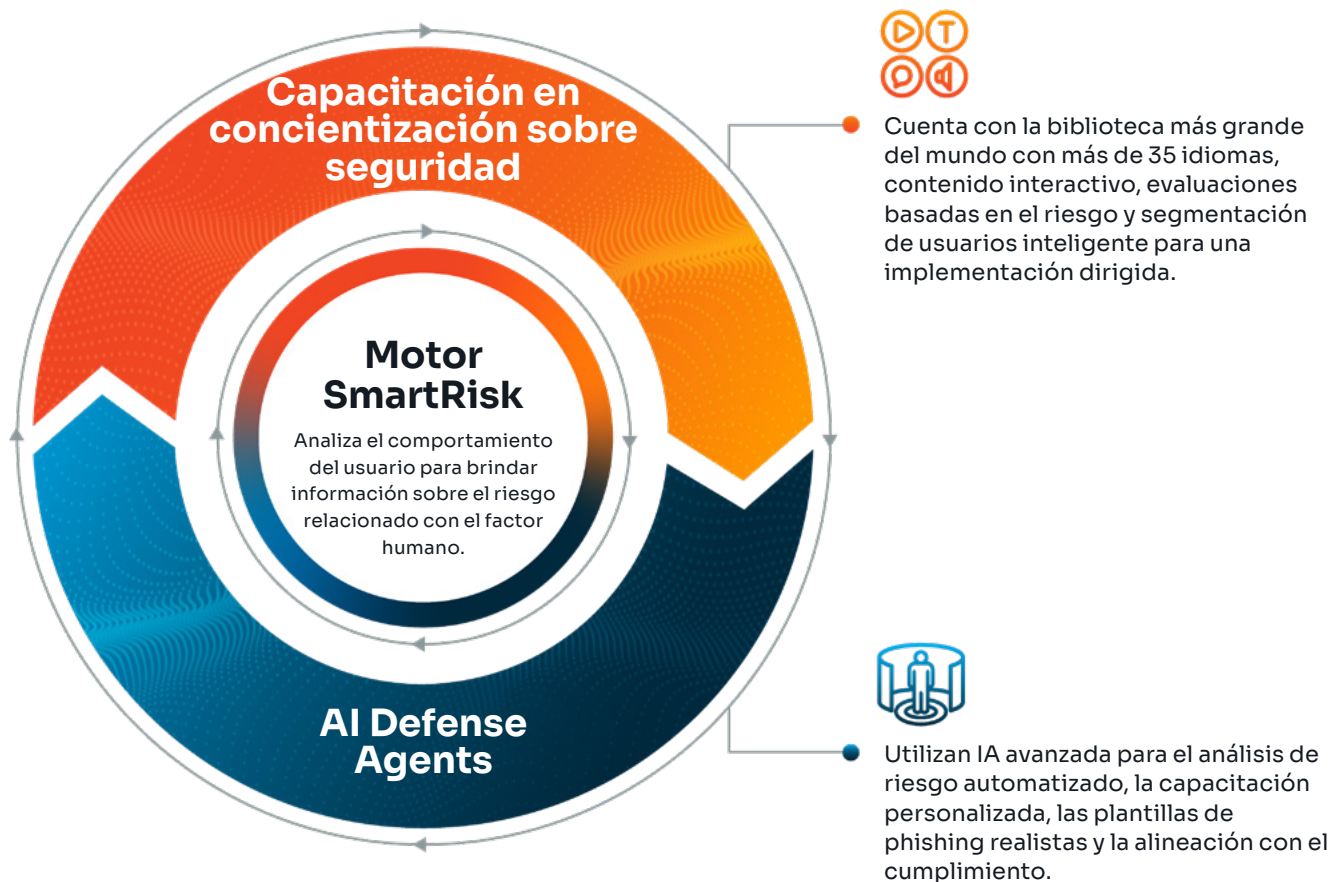 Capacitación en
concientización sobre
seguridad
T
Cuenta con la biblioteca más grande
del mundo con más de 35 idiomas,
contenido interactivo, evaluaciones
basadas en el riesgo y segmentación
de usuarios inteligente para una
implementación dirigida.
Motor
SmartRisk
Analiza el comportamiento
del usuario para brindar
información sobre el riesgo
relacionado con el factor
humano.
AI Defense
Agents
Utilizan IA avanzada para el análisis de
riesgo automatizado, la capacitación
personalizada, las plantillas de
phishing realistas y la alineación con el
cumplimiento.